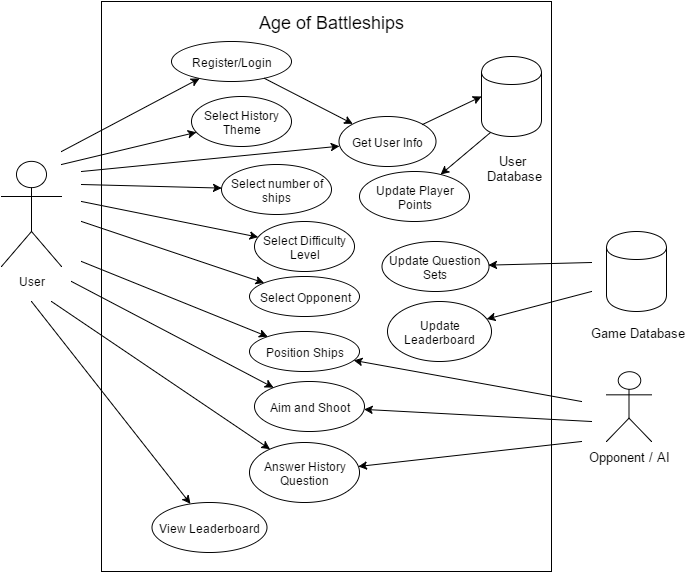 Age of Battleships
Register/Login
Select History
Theme
Get User Info
User
Database
Select number of
ships
Update Player
Points
Select Difficulty
Level
Update Question
Sets
User
Select Opponent
Update
Leaderboard
Game Database
Position Ships
Aim and Shoot
Opponent / AI
Answer History
Question
View Leaderboard